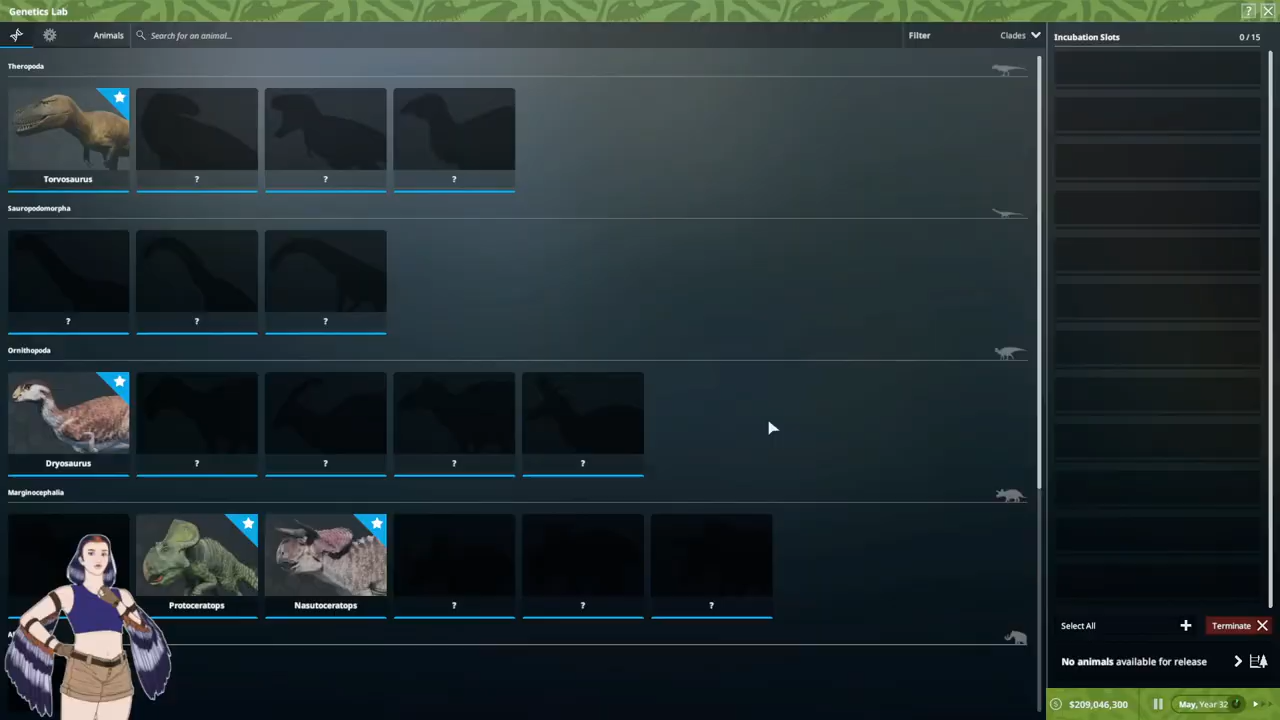 Genetics Lab
?
Animals
Search for an animal...
Filter
Clades
Incubation Slots
0 / 15
Theropoda
Torvosaurus
?
?
?
Sauropodomorpha
?
?
?
Ornithopoda
Dryosaurus
?
?
?
?
Marginocephalia
Protoceratops
Nasutoceratops
?
?
?
Select All
Terminate
No animals available for release
$209,046,300
May, Year 32